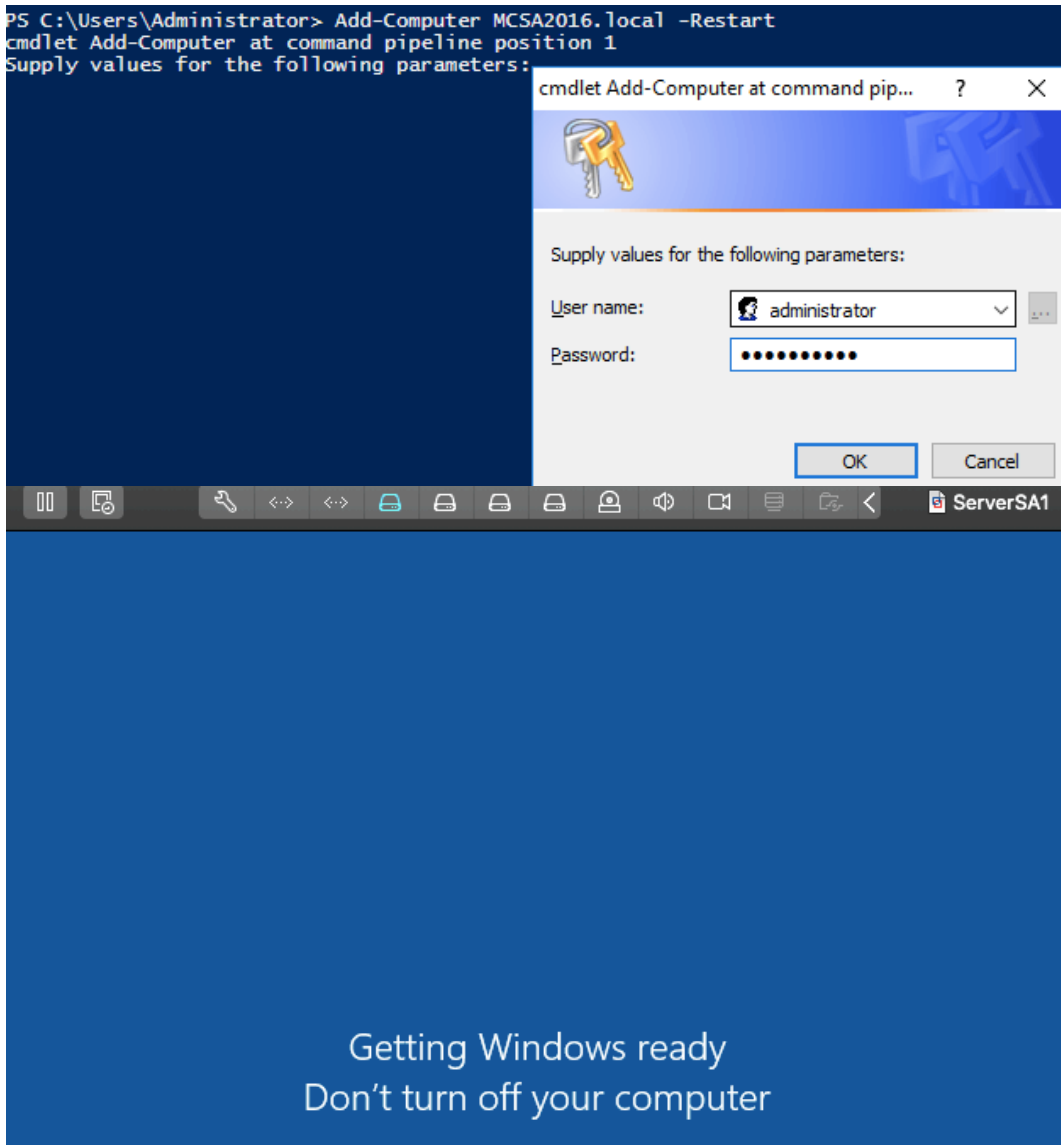 PS C:\Users\Administrator> Add-Computer MCSA2016.local -Restart
cmdlet Add-Computer at command pipeline position 1
Supply values for the following parameters:
cmdlet Add-Computer at command pip... ? X
Supply values for the following parameters:
User name: administrator
Password: ●●●●●●●●●●
OK Cancel
ServerSA1
Getting Windows ready
Don't turn off your computer